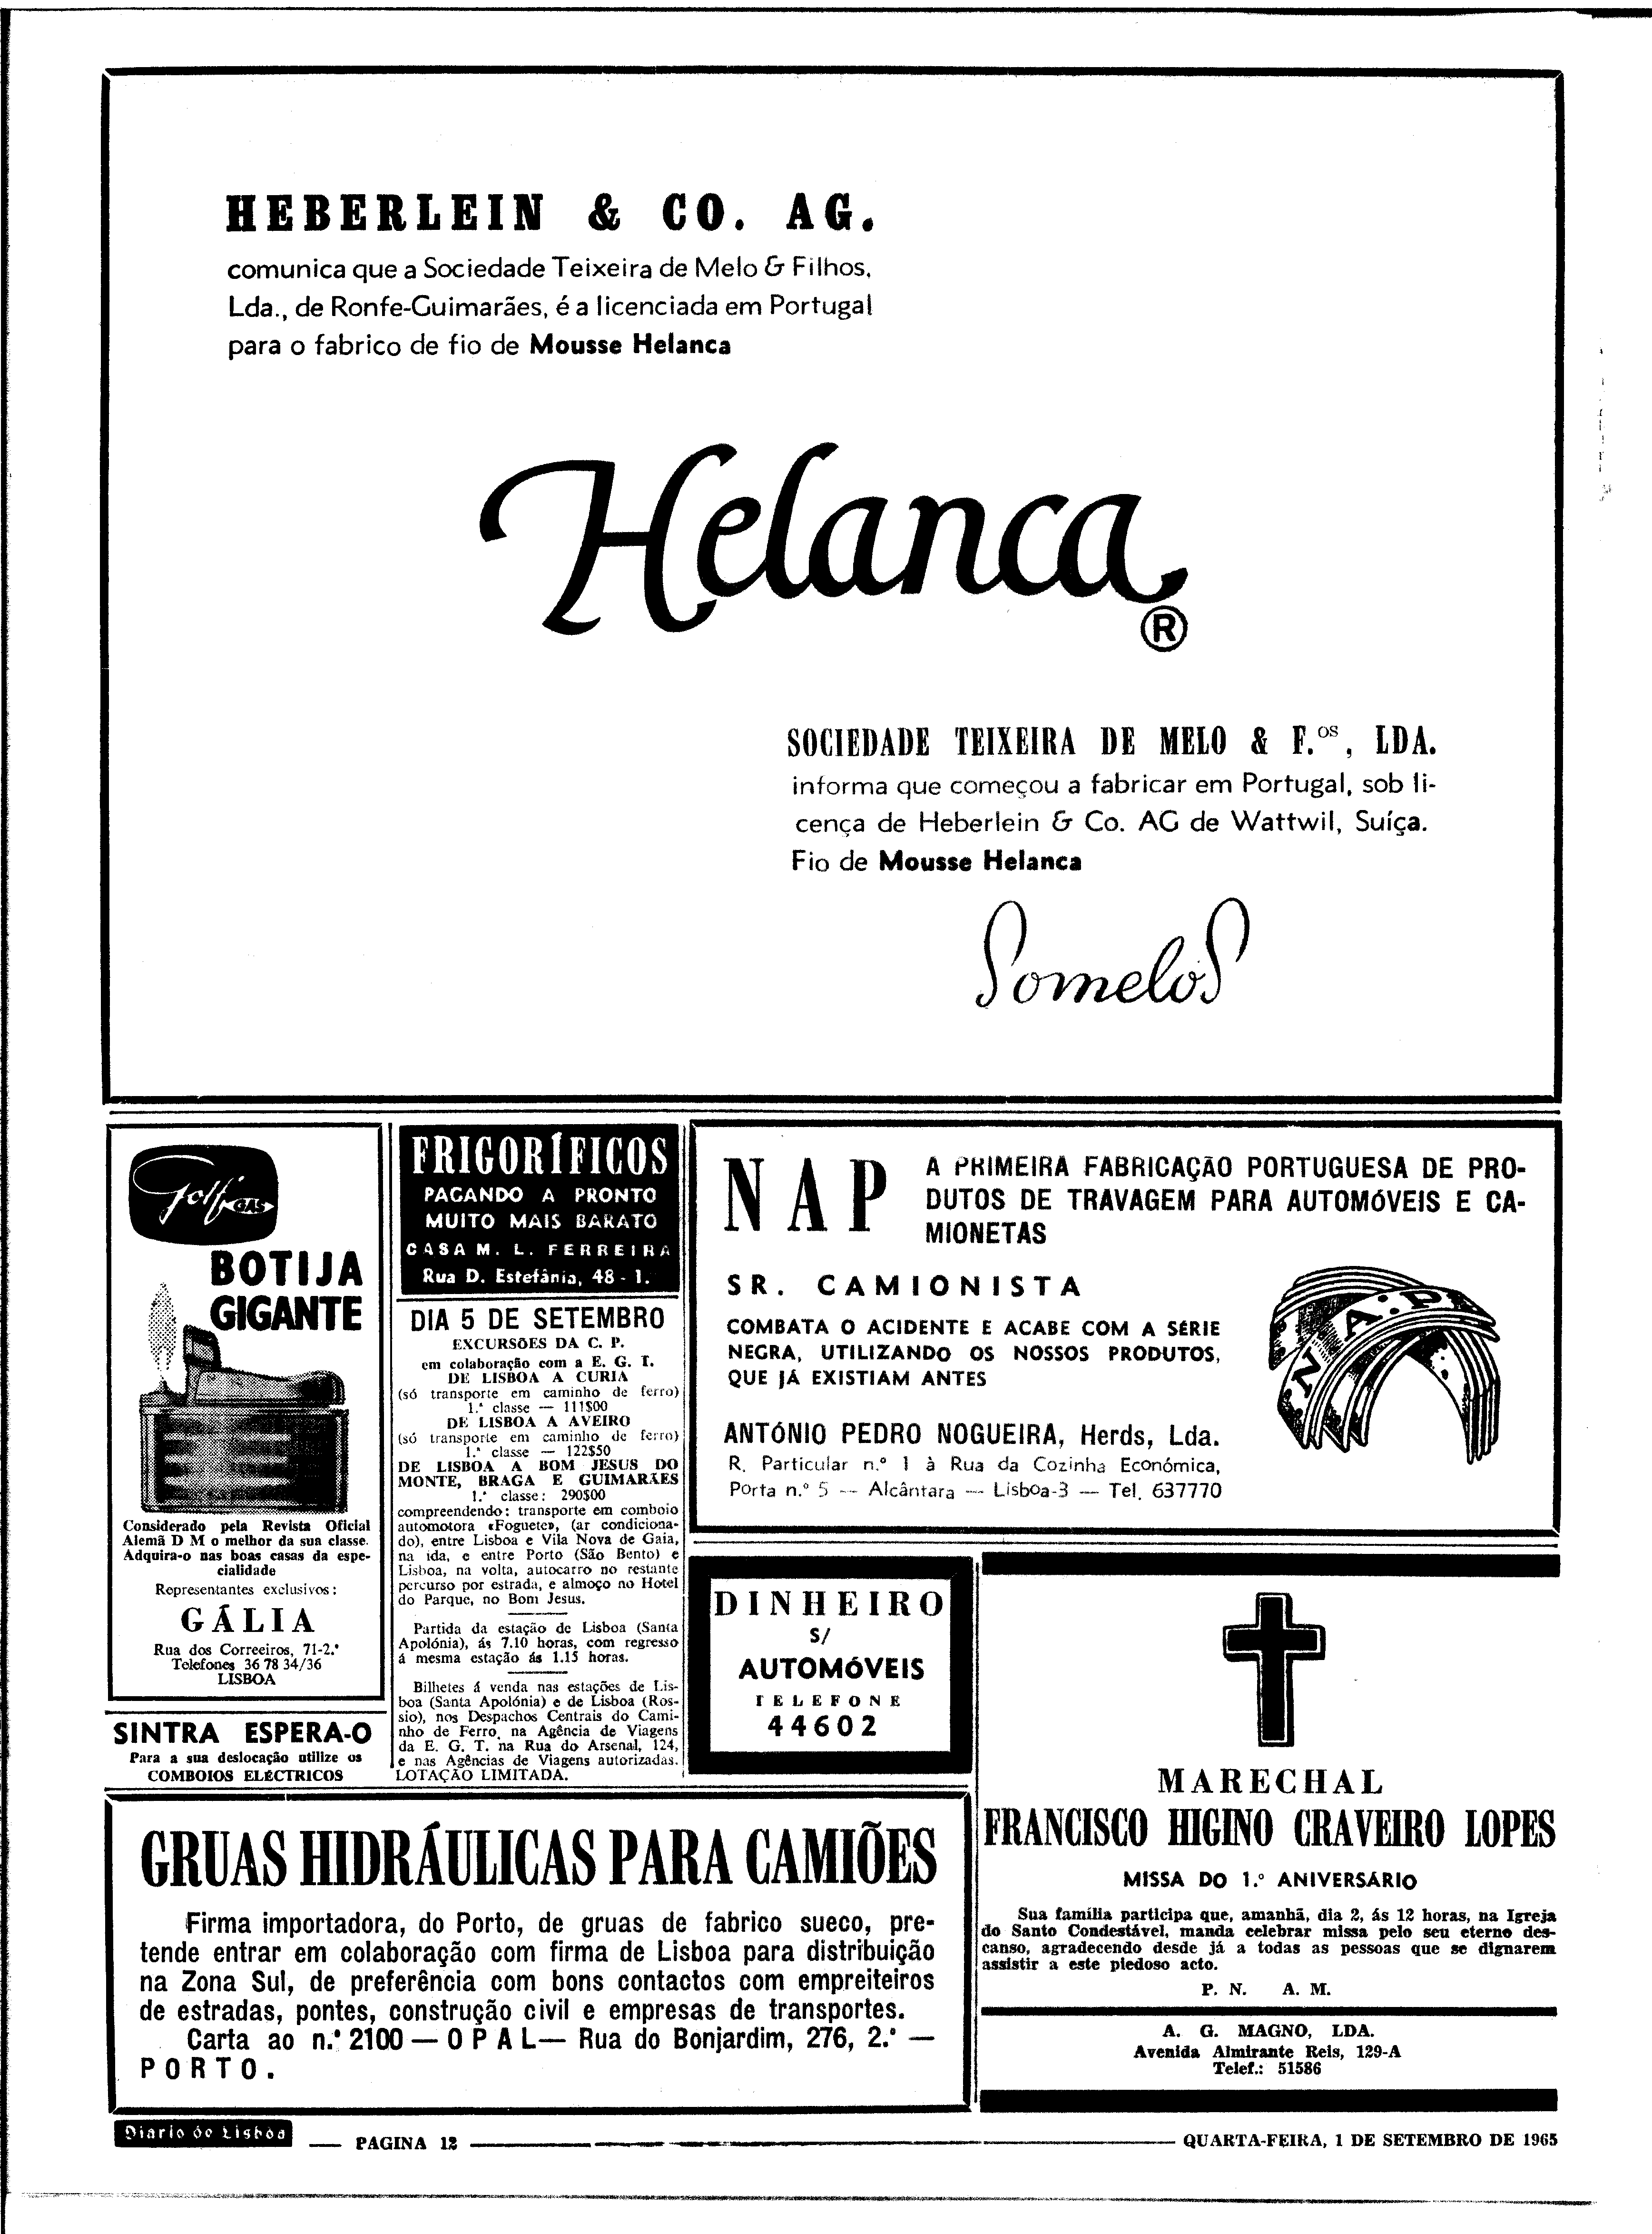 HEBERLEIN & CO. AG.
comunica que a Sociedade Teixeira de Melo & Filhos,
Lda., de Ronfe-Guimarães, é a licenciada em Portugal
para o fabrico de fio de Mousse Helanca
Helanca
®
SOCIEDADE TEIXEIRA DE MELO & F.os, LDA.
informa que começou a fabricar em Portugal, sob li-
cença de Heberlein & Co. AG de Wattwil, Suíça.
Fio de Mousse Helanca
Somelos
Golf GAS
BOTIJA
GIGANTE
Considerado pela Revista Oficial
Alemã D M o melhor da sua classe.
Adquira-o nas boas casas da espe-
cialidade
Representantes exclusivos:
GÁLIA
Rua dos Correeiros, 71-2.º
Telefones 36 78 34/36
LISBOA
SINTRA ESPERA-O
Para a sua deslocação utilize os
COMBOIOS ELÉCTRICOS
FRIGORÍFICOS
PAGANDO A PRONTO
MUITO MAIS BARATO
CASA M. L. FERREIRA
Rua D. Estefânia, 48 - 1.
DIA 5 DE SETEMBRO
EXCURSÕES DA C. P.
em colaboração com a E. G. T.
DE LISBOA A CURIA
(só transporte em caminho de ferro)
1.ª classe — 111$00
DE LISBOA A AVEIRO
(só transporte em caminho de ferro)
1.ª classe — 122$50
DE LISBOA A BOM JESUS DO
MONTE, BRAGA E GUIMARÃES
1.ª classe: 290$00
compreendendo: transporte em comboio
automotora «Foguete», (ar condiciona-
do), entre Lisboa e Vila Nova de Gaia,
na ida, e entre Porto (São Bento) e
Lisboa, na volta, autocarro no restante
percurso por estrada, e almoço no Hotel
do Parque, no Bom Jesus.
Partida da estação de Lisboa (Santa
Apolónia), ás 7.10 horas, com regresso
á mesma estação ás 1.15 horas.
Bilhetes á venda nas estações de Lis-
boa (Santa Apolónia) e de Lisboa (Ros-
sio), nos Despachos Centrais do Cami-
nho de Ferro, na Agência de Viagens
da E. G. T. na Rua do Arsenal, 124,
e nas Agências de Viagens autorizadas.
LOTAÇÃO LIMITADA.
NAP
A PRIMEIRA FABRICAÇÃO PORTUGUESA DE PRO-
DUTOS DE TRAVAGEM PARA AUTOMÓVEIS E CA-
MIONETAS
SR. CAMIONISTA
COMBATA O ACIDENTE E ACABE COM A SÉRIE
NEGRA, UTILIZANDO OS NOSSOS PRODUTOS,
QUE JÁ EXISTIAM ANTES
N.A.P.
ANTÓNIO PEDRO NOGUEIRA, Herds, Lda.
R. Particular n.º 1 à Rua da Cozinha Económica,
Porta n.º 5 — Alcântara — Lisboa-3 — Tel. 637770
DINHEIRO
S/
AUTOMÓVEIS
TELEFONE
44602
MARECHAL
FRANCISCO HIGINO CRAVEIRO LOPES
MISSA DO 1.º ANIVERSÁRIO
Sua família participa que, amanhã, dia 2, ás 12 horas, na Igreja
do Santo Condestável, manda celebrar missa pelo seu eterno des-
canso, agradecendo desde já a todas as pessoas que se dignarem
assistir a este piedoso acto.
P. N. A. M.
A. G. MAGNO, LDA.
Avenida Almirante Reis, 129-A
Telef.: 51586
GRUAS HIDRÁULICAS PARA CAMIÕES
Firma importadora, do Porto, de gruas de fabrico sueco, pre-
tende entrar em colaboração com firma de Lisboa para distribuição
na Zona Sul, de preferência com bons contactos com empreiteiros
de estradas, pontes, construção civil e empresas de transportes.
Carta ao n.º 2100 — OPAL — Rua do Bonjardim, 276, 2.º —
PORTO.
Diario de Lisboa
— PAGINA 12 —
QUARTA-FEIRA, 1 DE SETEMBRO DE 1965